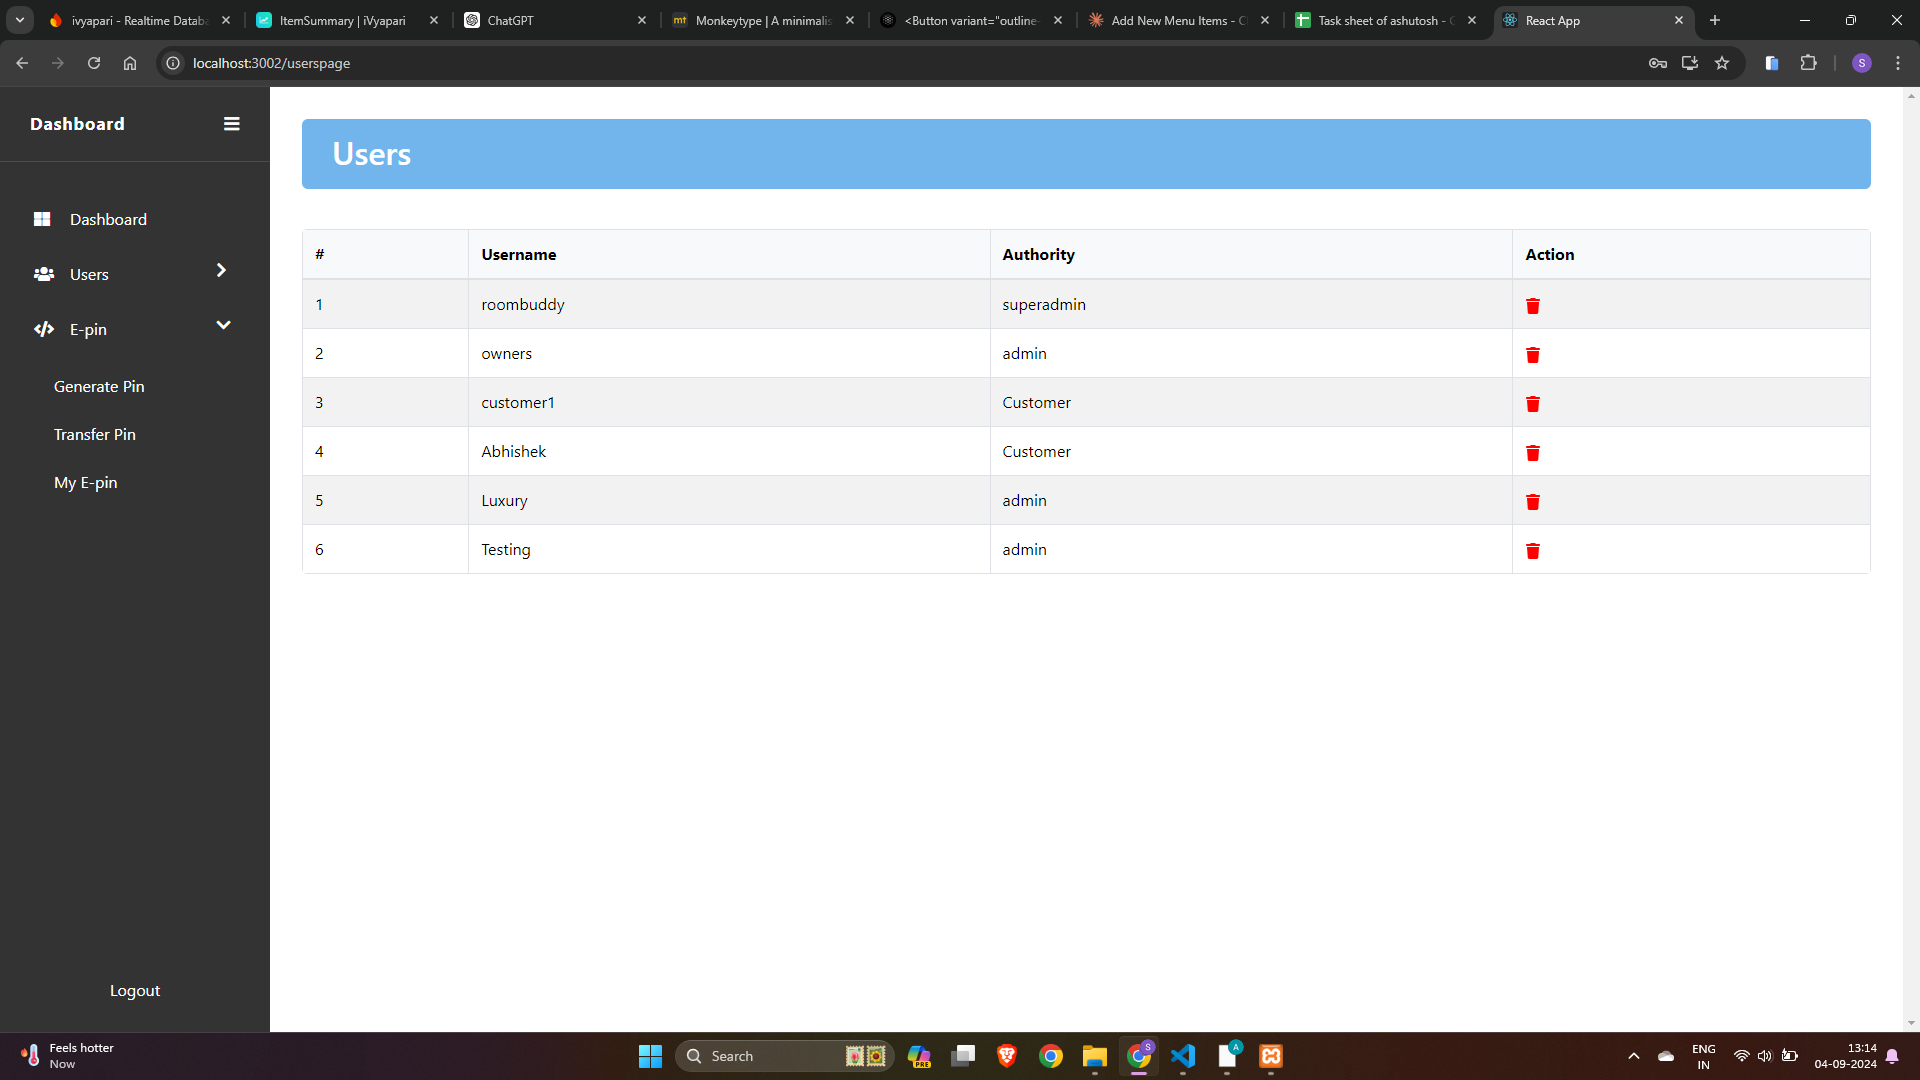 ivyapari - Realtime Datab
ItemSummary | iVyapari
ChatGPT
Monkeytype | A minimalis
<Button variant="outline-
Add New Menu Items - C
Task sheet of ashutosh - G
React App
localhost:3002/userspage
S
Dashboard
Users
Dashboard
Users
E-pin
Generate Pin
Transfer Pin
My E-pin
Logout
# Username Authority Action
1 roombuddy superadmin
2 owners admin
3 customer1 Customer
4 Abhishek Customer
5 Luxury admin
6 Testing admin
Feels hotter
Now
Search
PRE
S
A
ENG
IN
13:14
04-09-2024